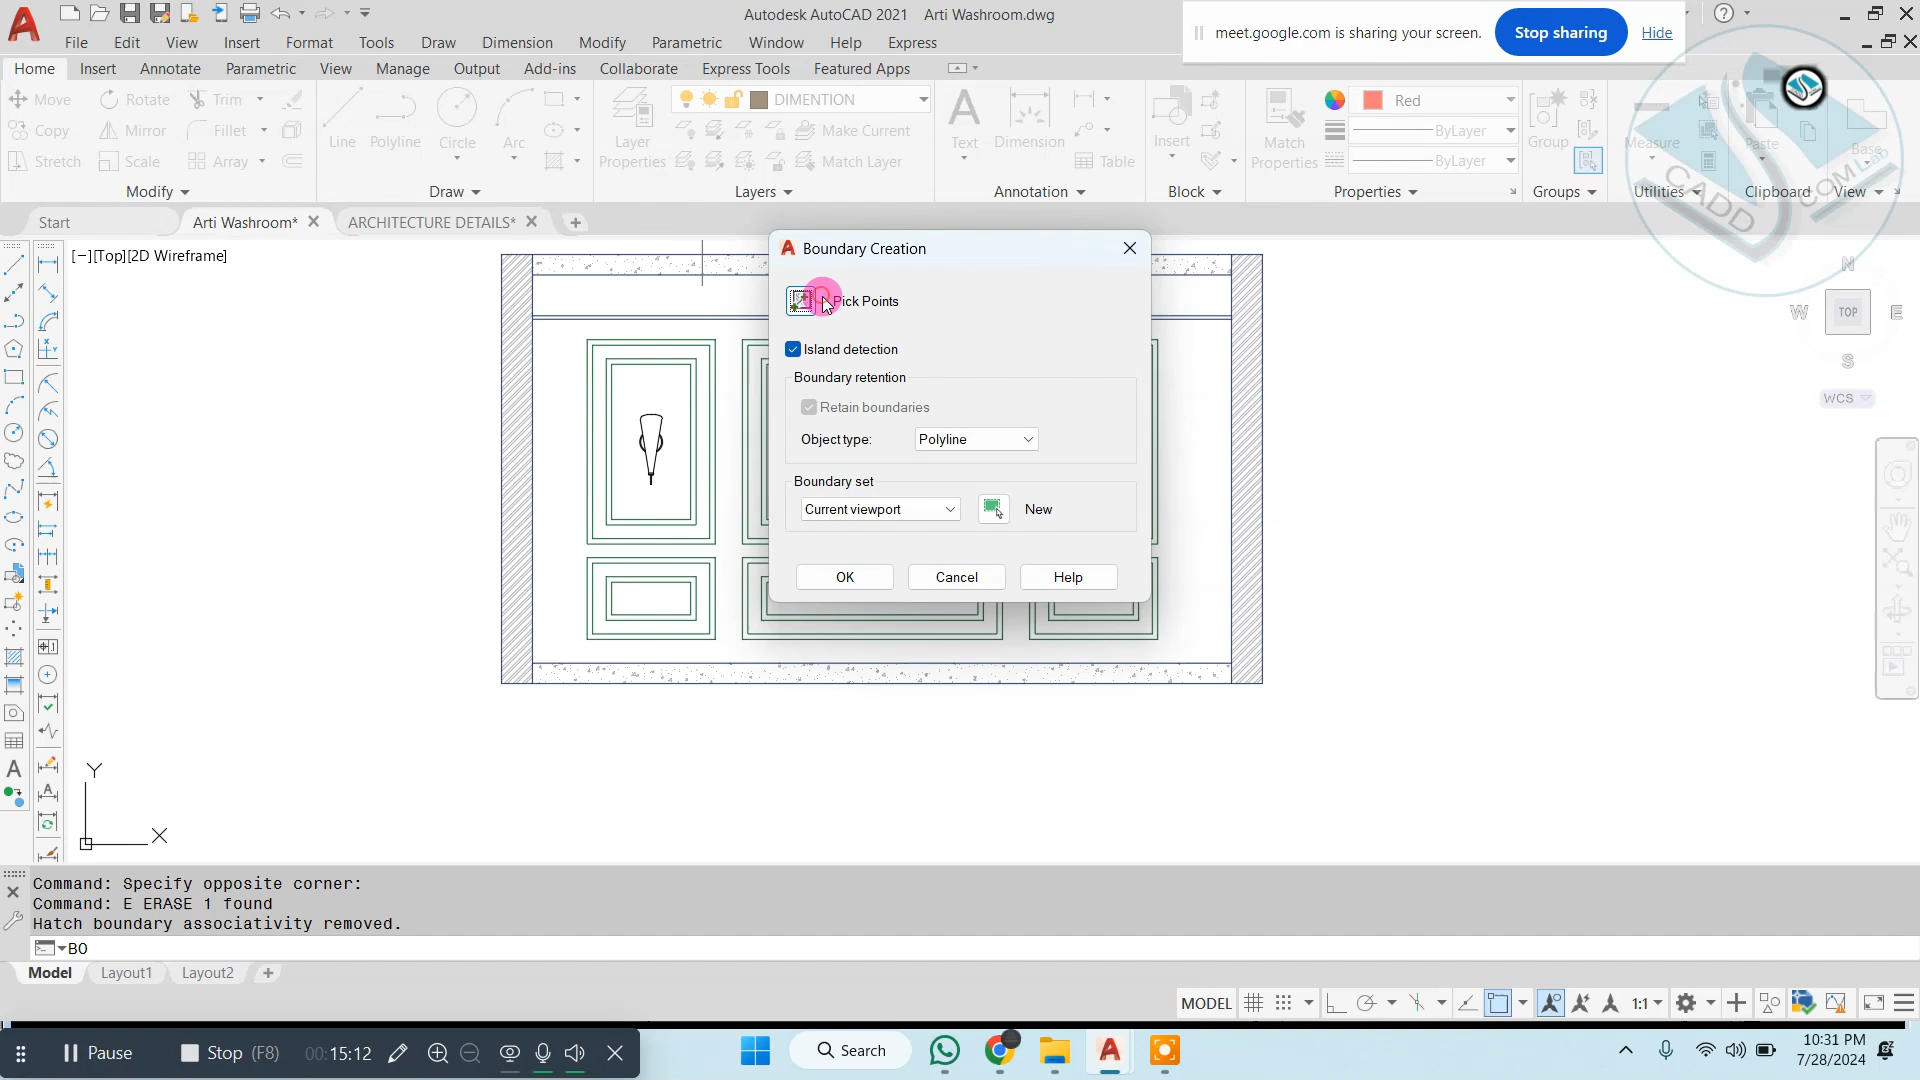 Autodesk AutoCAD 2021 Arti Washroom.dwg
meet.google.com is sharing your screen. Stop sharing Hide
File Edit View Insert Format Tools Draw Dimension Modify Parametric Window Help Express
Home Insert Annotate Parametric View Manage Output Add-ins Collaborate Express Tools Featured Apps
Move Rotate Trim
Copy Mirror Fillet
Stretch Scale Array
Line Polyline Circle Arc
Layer Properties
DIMENTION
Make Current
Match Layer
Text Dimension
Table
Insert
Match Properties
Red
ByLayer
ByLayer
Group
Measure
Paste
Base
Modify Draw Layers Annotation Block Properties Groups Utilities Clipboard View
CADD COM Lab
Start Arti Washroom* ARCHITECTURE DETAILS*
[−][Top][2D Wireframe]
Boundary Creation
Pick Points
Island detection
Boundary retention
Retain boundaries
Object type: Polyline
Boundary set
Current viewport New
OK Cancel Help
N
W TOP E
S
WCS
Y
X
Command: Specify opposite corner:
Command: E ERASE 1 found
Hatch boundary associativity removed.
BO
Model Layout1 Layout2 +
MODEL 1:1
Pause Stop (F8) 00:15:12
Search
10:31 PM
7/28/2024